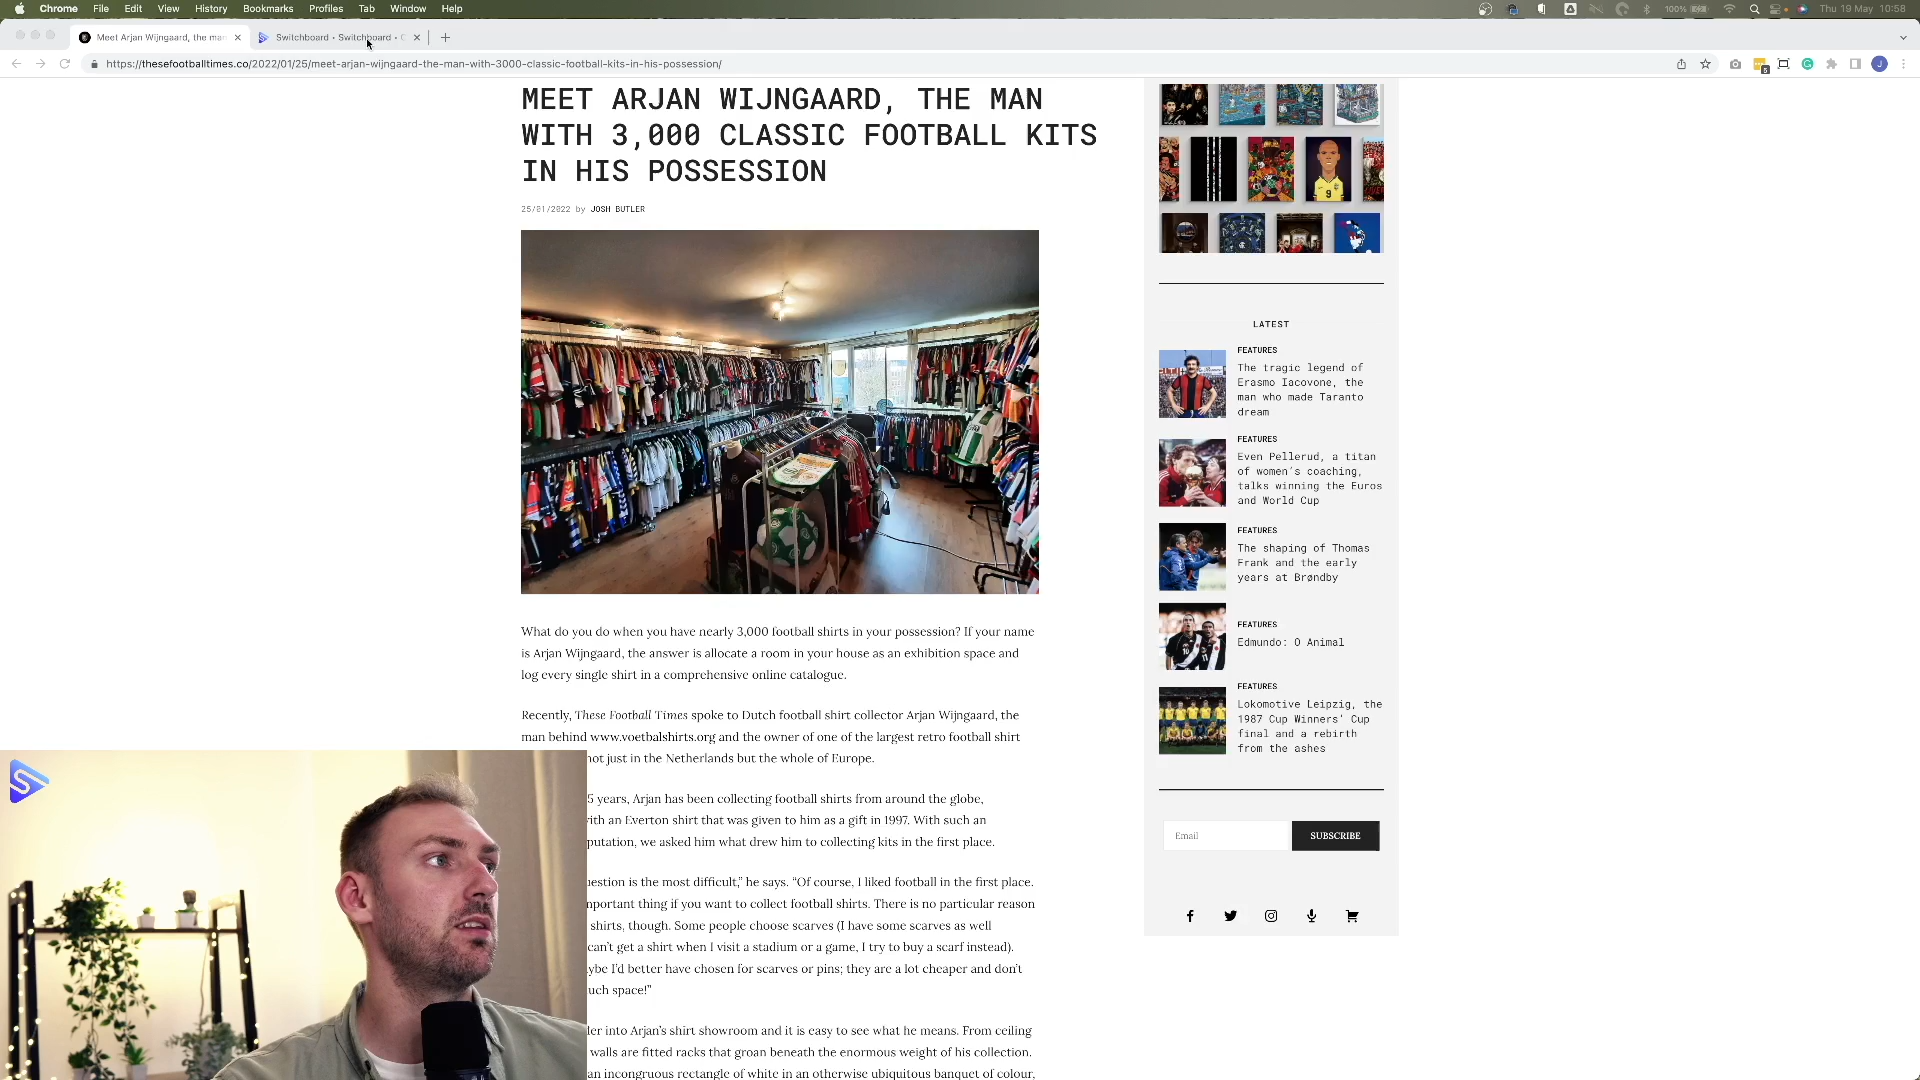 Chrome File Edit View History Bookmarks Profiles Tab Window Help
100% Thu 19 May 10:58
Meet Arjan Wijngaard, the man
Switchboard • Switchboard •
https://thesefootballtimes.co/2022/01/25/meet-arjan-wijngaard-the-man-with-3000-classic-football-kits-in-his-possession/
J
MEET ARJAN WIJNGAARD, THE MAN
WITH 3,000 CLASSIC FOOTBALL KITS
IN HIS POSSESSION
25/01/2022 by JOSH BUTLER
What do you do when you have nearly 3,000 football shirts in your possession? If your name
is Arjan Wijngaard, the answer is allocate a room in your house as an exhibition space and
log every single shirt in a comprehensive online catalogue.
Recently, These Football Times spoke to Dutch football shirt collector Arjan Wijngaard, the
man behind www.voetbalshirts.org and the owner of one of the largest retro football shirt
not just in the Netherlands but the whole of Europe.
5 years, Arjan has been collecting football shirts from around the globe,
with an Everton shirt that was given to him as a gift in 1997. With such an
putation, we asked him what drew him to collecting kits in the first place.
uestion is the most difficult,” he says. “Of course, I liked football in the first place.
mportant thing if you want to collect football shirts. There is no particular reason
shirts, though. Some people choose scarves (I have some scarves as well
can’t get a shirt when I visit a stadium or a game, I try to buy a scarf instead).
ybe I’d better have chosen for scarves or pins; they are a lot cheaper and don’t
uch space!”
ler into Arjan’s shirt showroom and it is easy to see what he means. From ceiling
walls are fitted racks that groan beneath the enormous weight of his collection.
an incongruous rectangle of white in an otherwise ubiquitous banquet of colour,
9
LATEST
FEATURES
The tragic legend of
Erasmo Iacovone, the
man who made Taranto
dream
FEATURES
Even Pellerud, a titan
of women’s coaching,
talks winning the Euros
and World Cup
FEATURES
The shaping of Thomas
Frank and the early
years at Brøndby
FEATURES
Edmundo: O Animal
FEATURES
Lokomotive Leipzig, the
1987 Cup Winners’ Cup
final and a rebirth
from the ashes
Email SUBSCRIBE